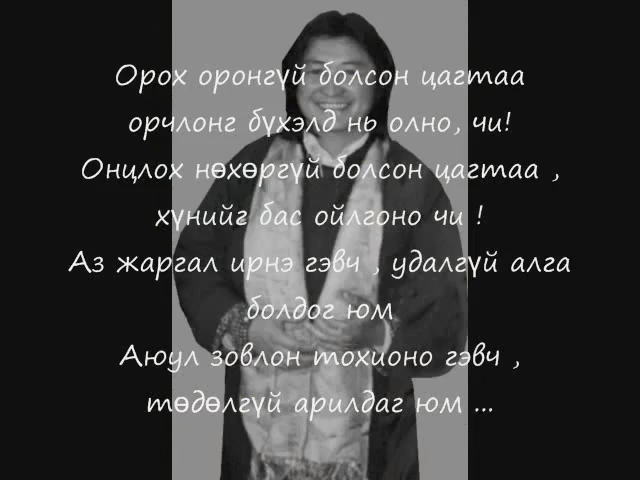 Орох оронгүй болсон цагтаа
орчлонг бүхэлд нь олно, чи!
Онцлох нөхөргүй болсон цагтаа ,
хүнийг бас ойлгоно чи !
Аз жаргал ирнэ гэвч , удалгүй алга
болдог юм
Аюул зовлон тохионо гэвч ,
төдөлгүй арилдаг юм ...